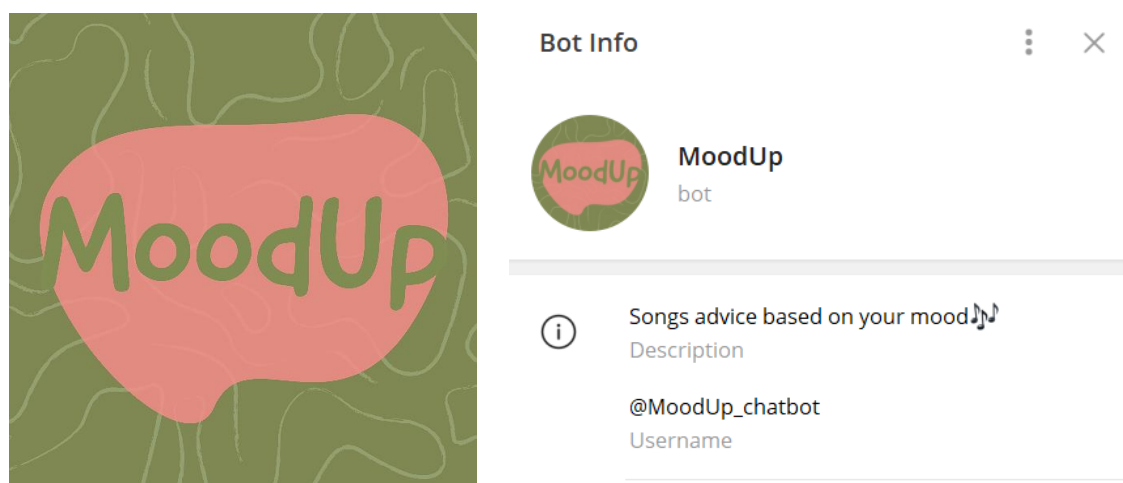 MoodUp
Bot Info
MoodUp
MoodUp
bot
Songs advice based on your mood🎶
Description
@MoodUp_chatbot
Username